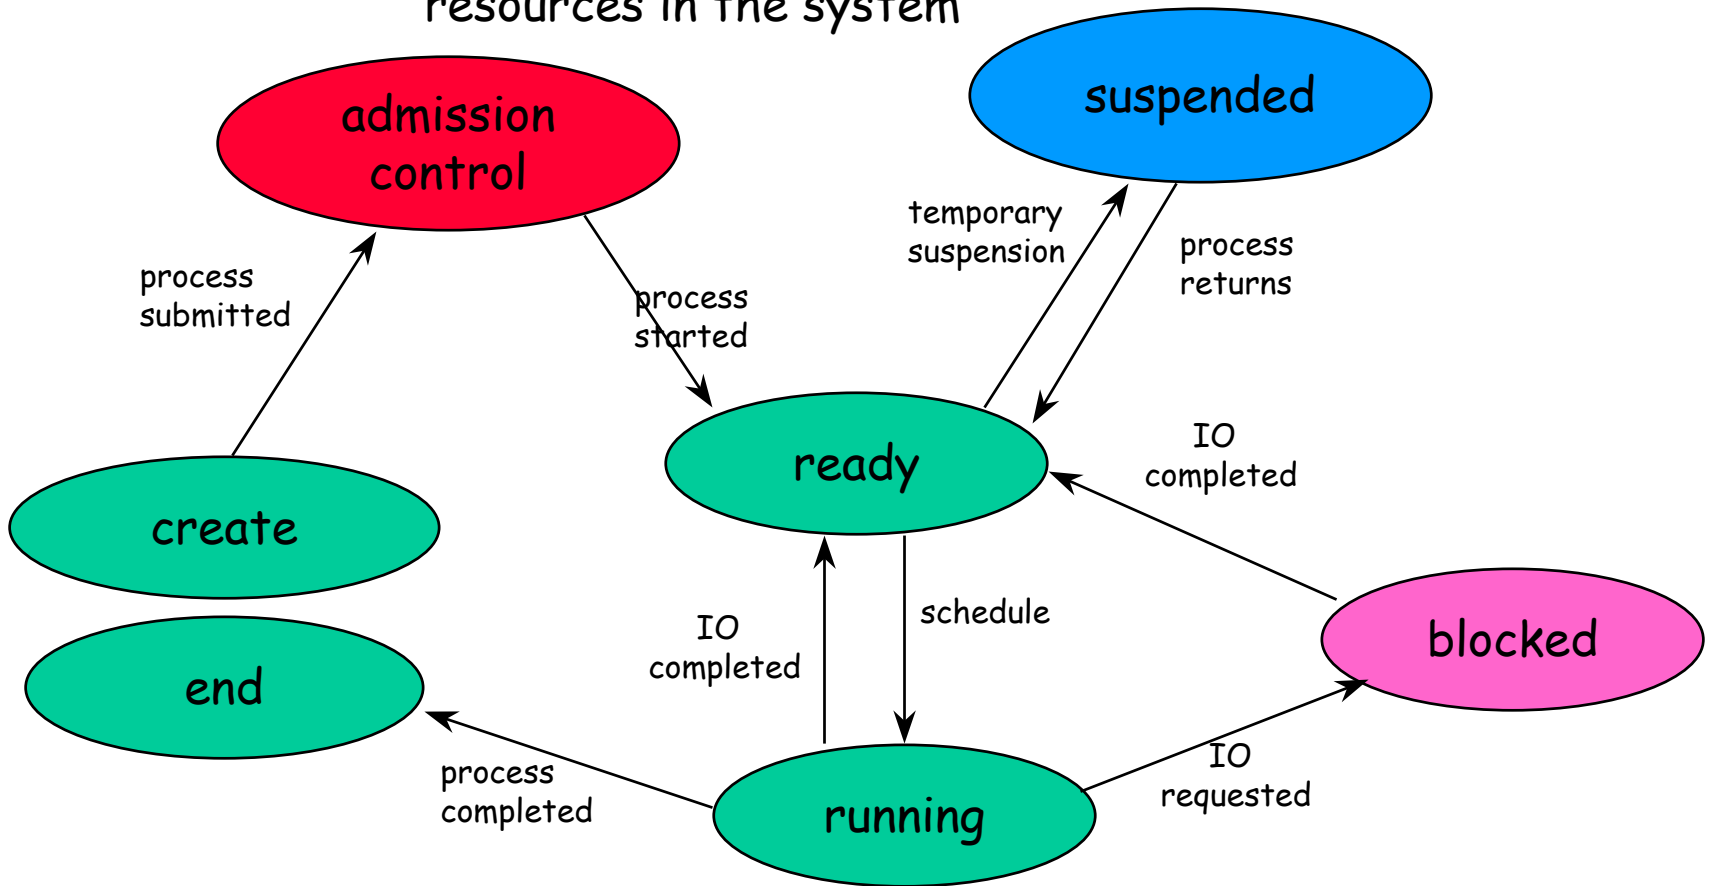 resources in the system
admission
control
suspended
temporary
suspension
process
returns
process
submitted
process
started
ready
IO
completed
create
schedule
IO
completed
blocked
end
process
completed
running
IO
requested